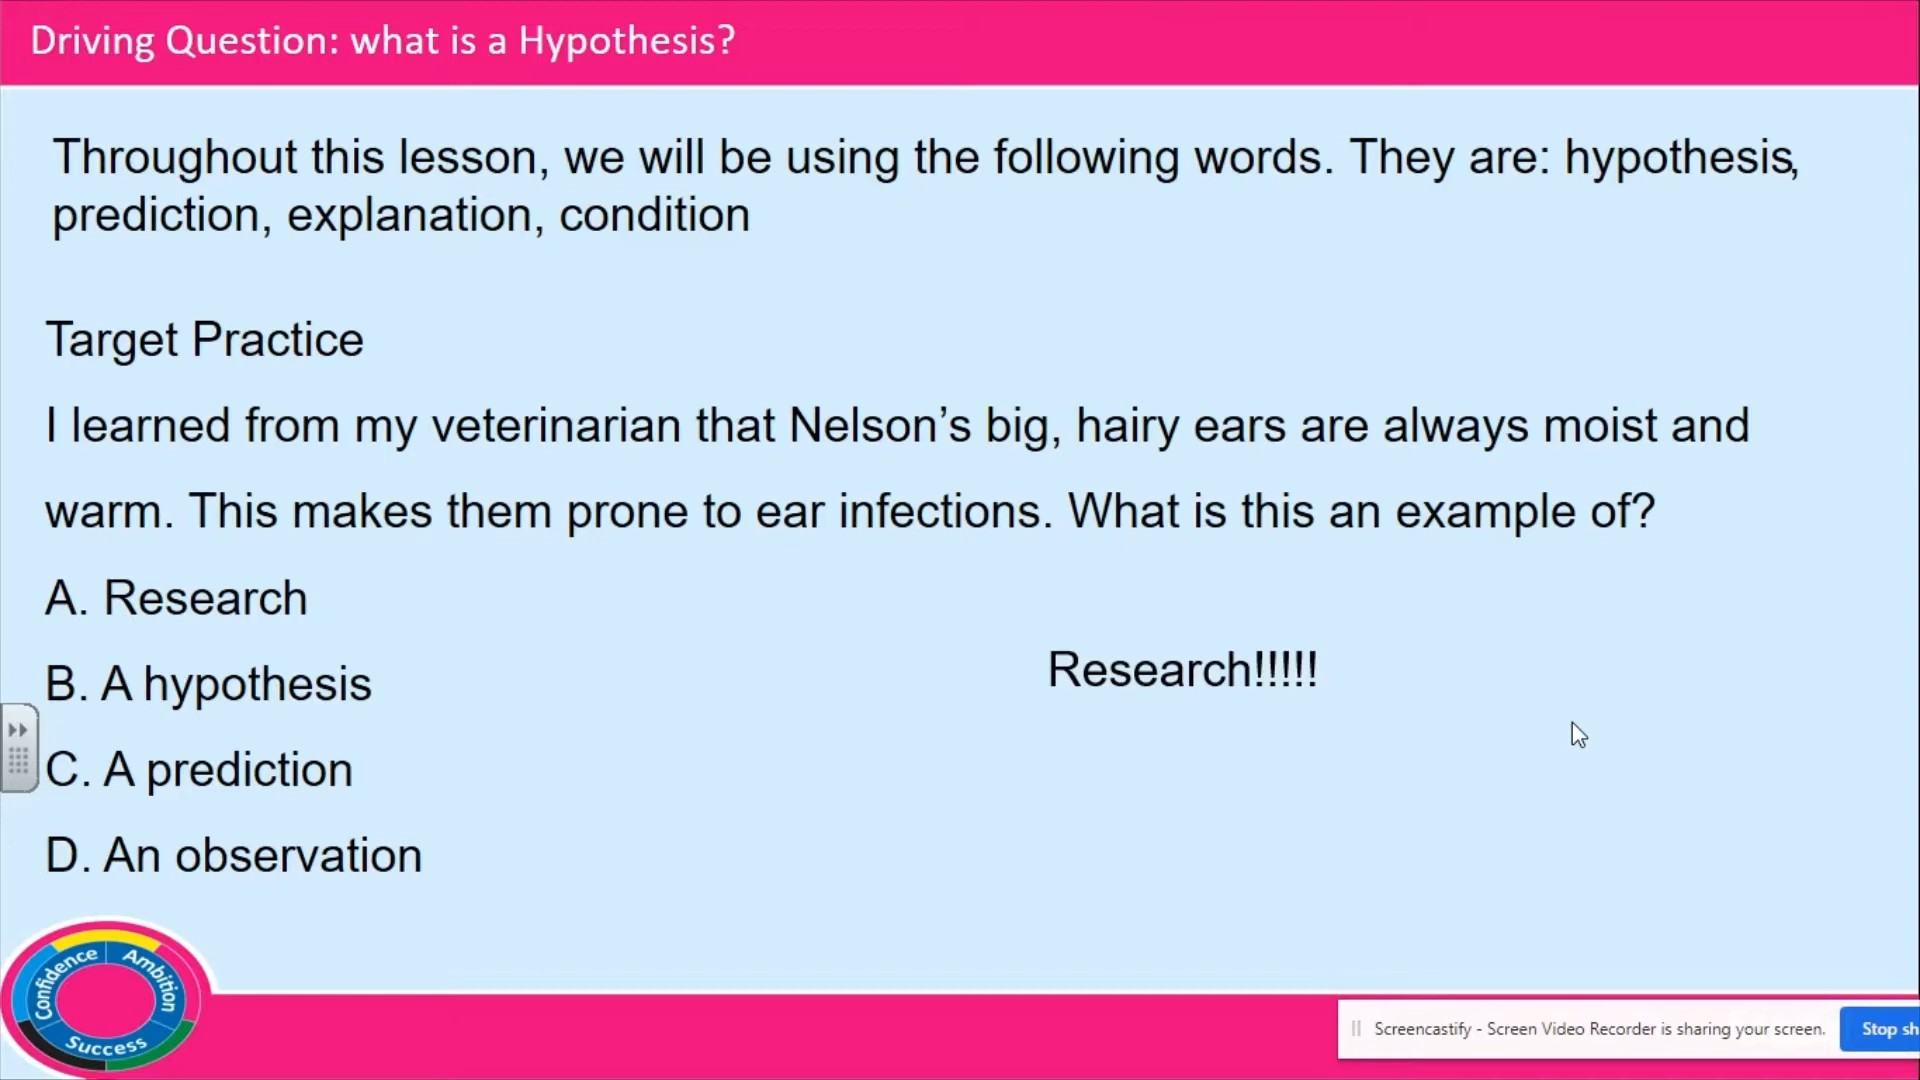 Driving Question: what is a Hypothesis?
Throughout this lesson, we will be using the following words. They are: hypothesis,
prediction, explanation, condition
Target Practice
I learned from my veterinarian that Nelson’s big, hairy ears are always moist and
warm. This makes them prone to ear infections. What is this an example of?
A. Research
B. A hypothesis
Research!!!!!
C. A prediction
D. An observation
Confidence
Ambition
Success
Screencastify - Screen Video Recorder is sharing your screen.
Stop sh